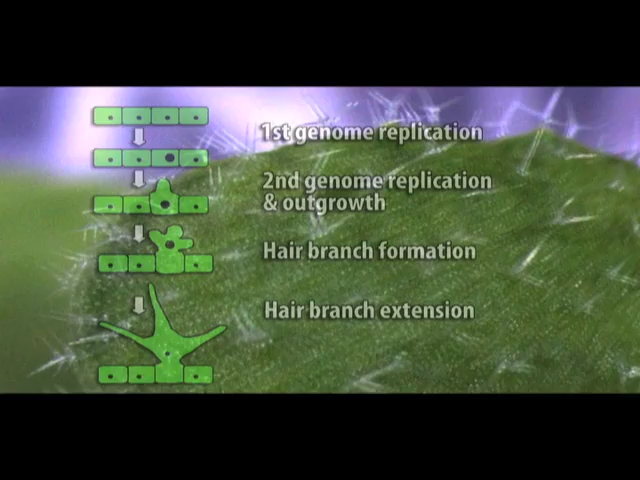 1st genome replication
2nd genome replication
& outgrowth
Hair branch formation
Hair branch extension